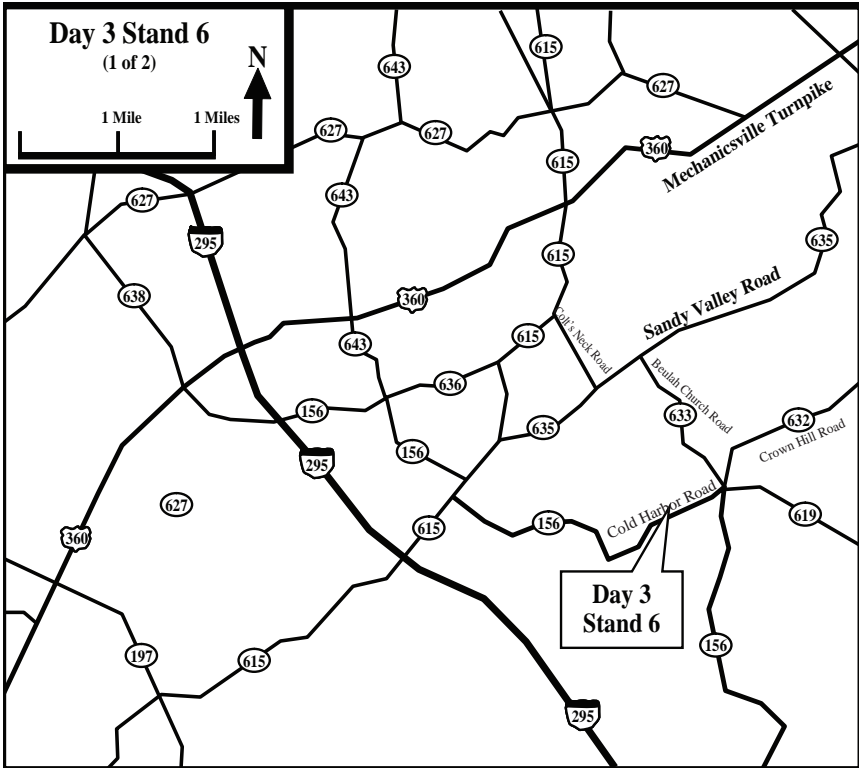 Day 3 Stand 6
(1 of 2)
N
1 Mile
1 Miles
615
643
627
627
627
360
Mechanicsville Turnpike
615
643
627
635
295
615
638
360
Sandy Valley Road
Colt's Neck Road
615
643
Beulah Church Road
636
156
633
632
635
Crown Hill Road
156
295
Cold Harbor Road
627
619
156
615
360
Day 3
Stand 6
156
197
615
295